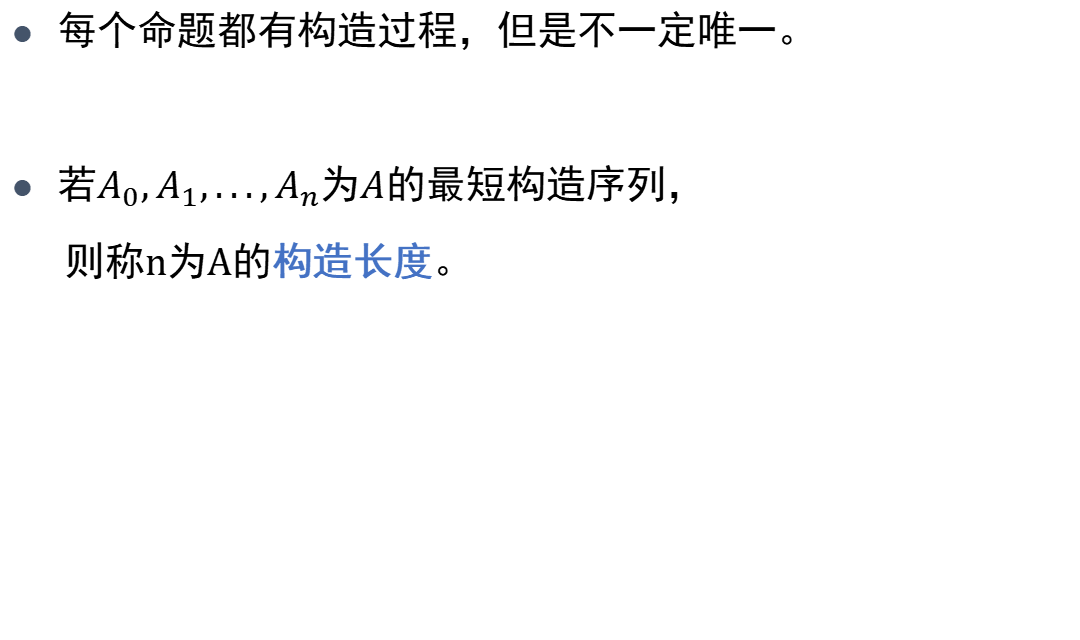 ● 每个命题都有构造过程，但是不一定唯一。
● 若A₀, A₁, ..., Aₙ为A的最短构造序列，
则称n为A的构造长度。